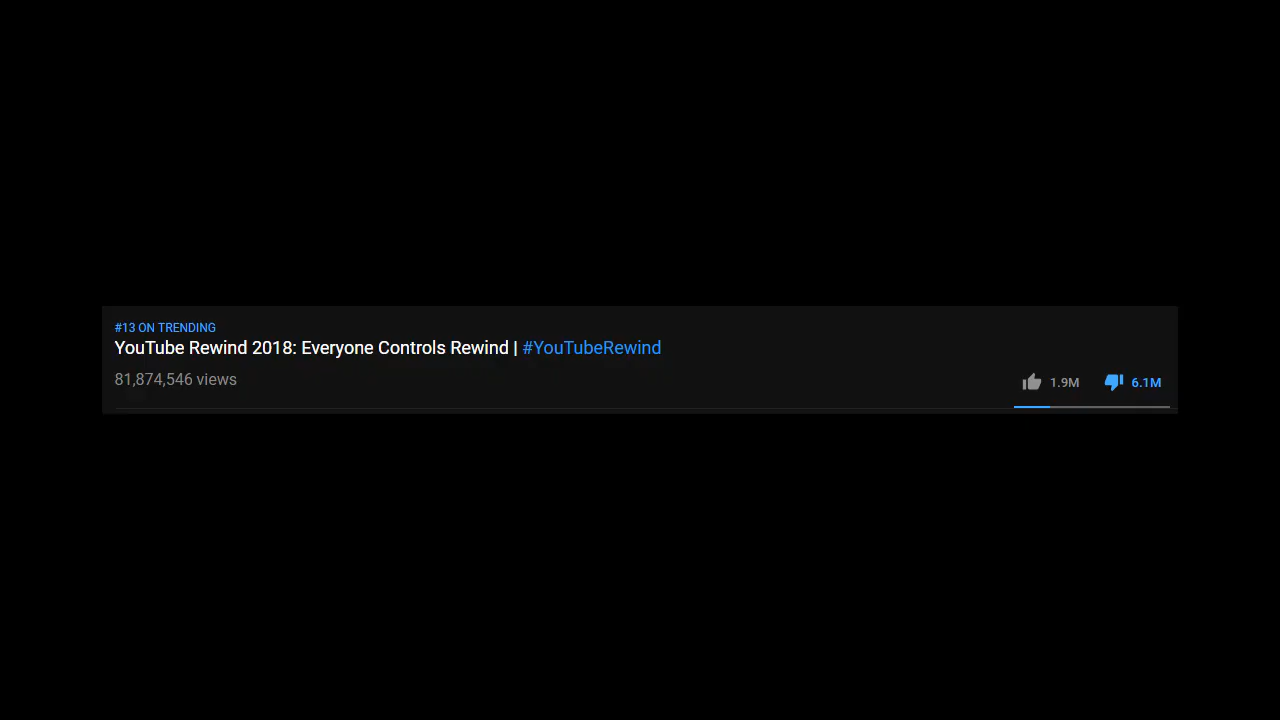 #13 ON TRENDING
YouTube Rewind 2018: Everyone Controls Rewind | #YouTubeRewind
81,874,546 views
1.9M 6.1M